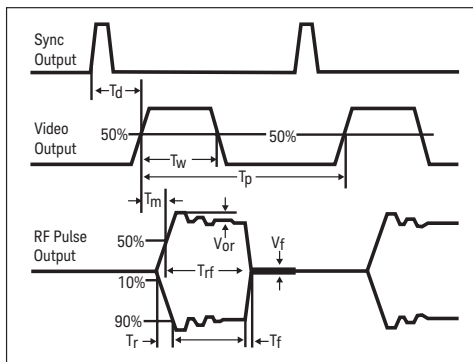 Sync
Output
Td
Video
Output
50%
50%
Tw
Tp
Tm
RF Pulse
Output
50%
Vor
Vf
Trf
10%
90%
Tr
Tf